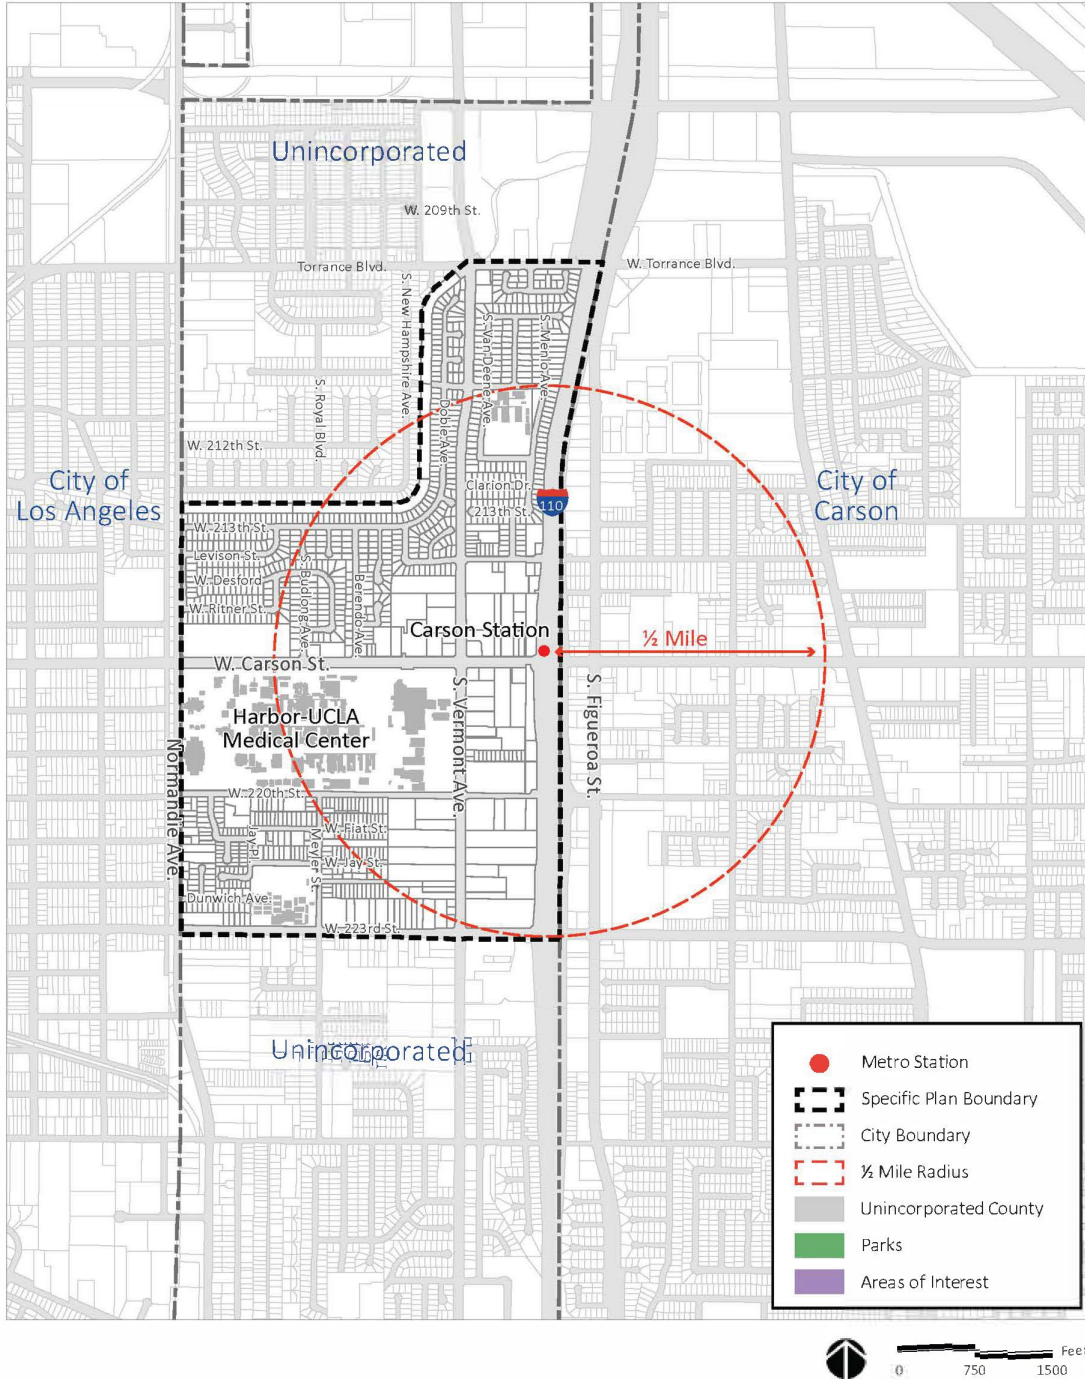 Unincorporated
W. 209th St.
Torrance Blvd.
W. Torrance Blvd.
S. New Hampshire Ave.
S. Van Deene Ave.
S. Menlo Ave.
S. Royal Blvd.
Doble Ave.
W. 212th St.
City of
Los Angeles
City of
Carson
Clarion Dr.
213th St.
110
W. 213th St.
Levison St.
W. Desford
W. Ritner St.
S. Budlong Ave.
Berendo Ave.
Carson Station
½ Mile
W. Carson St.
S. Vermont Ave.
S. Figueroa St.
Harbor-UCLA
Medical Center
Normandie Ave.
W. 220th St.
W. Fiat St.
Jay Pl.
Meyler St.
W. Jay St.
Dunwich Ave.
W. 223rd St.
Unincorporated
Metro Station
Specific Plan Boundary
City Boundary
½ Mile Radius
Unincorporated County
Parks
Areas of Interest
Feet
0 750 1500